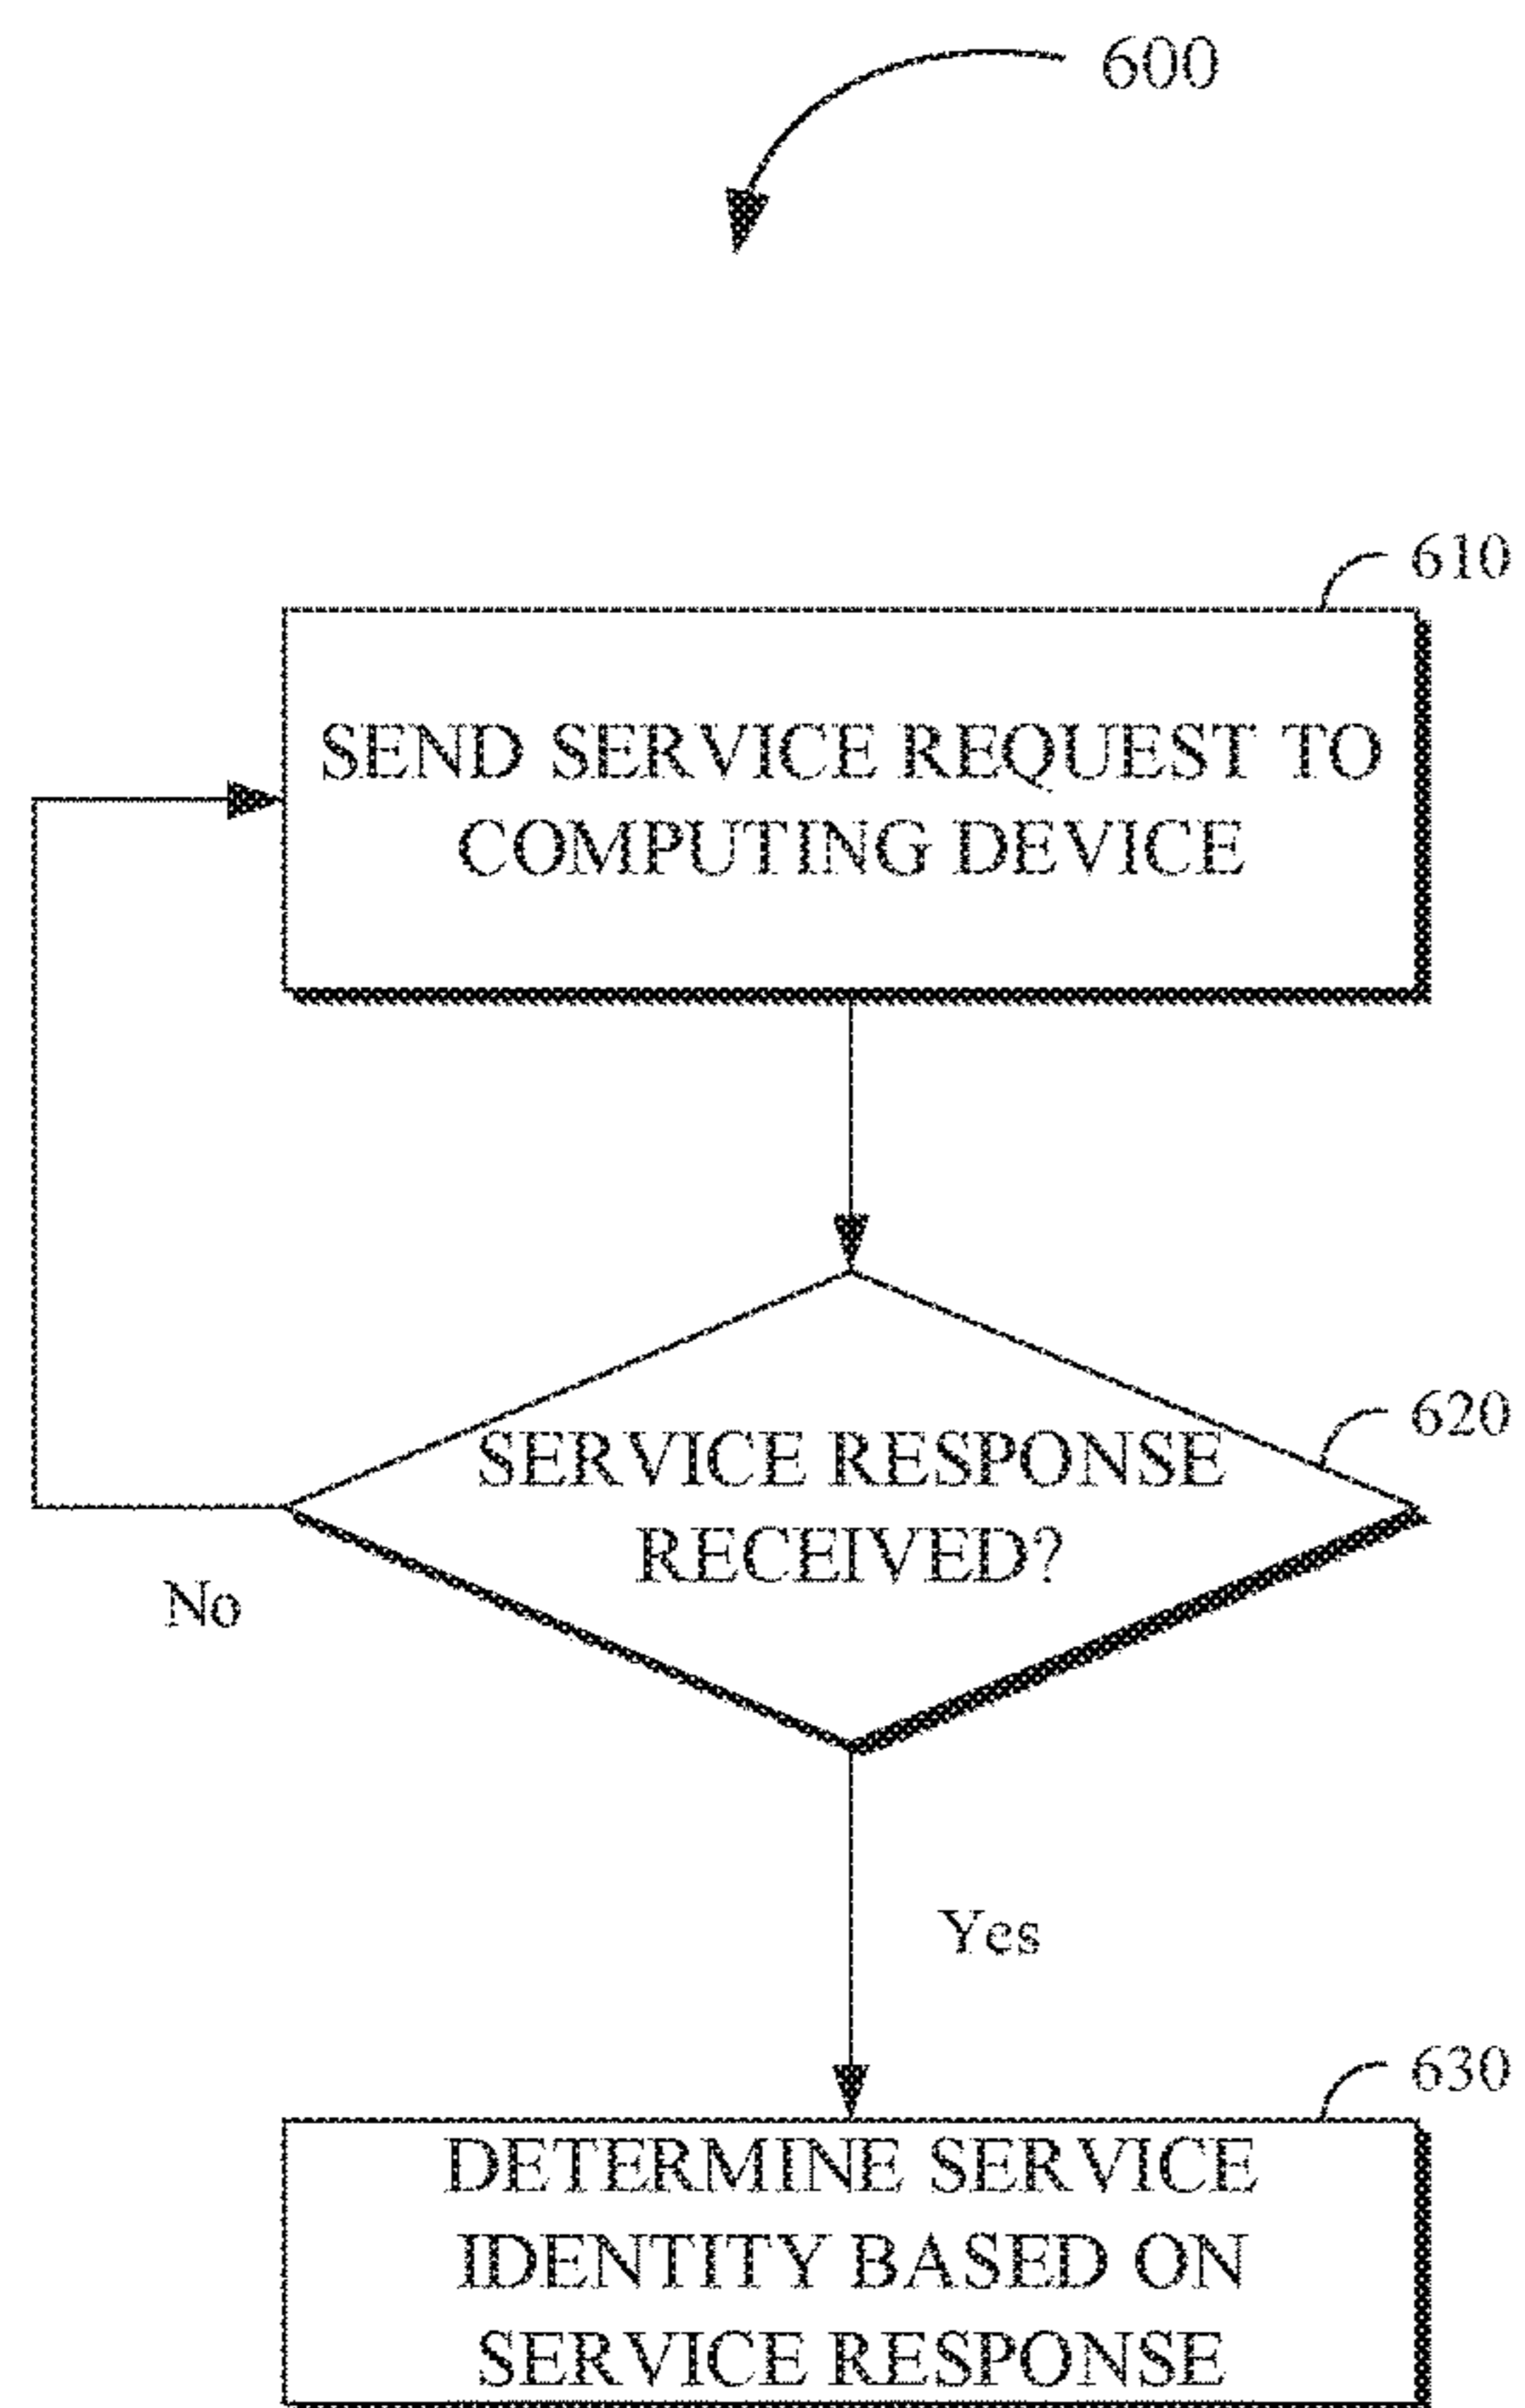 600
610
SEND SERVICE REQUEST TO
COMPUTING DEVICE
620
SERVICE RESPONSE
RECEIVED?
No
Yes
630
DETERMINE SERVICE
IDENTITY BASED ON
SERVICE RESPONSE